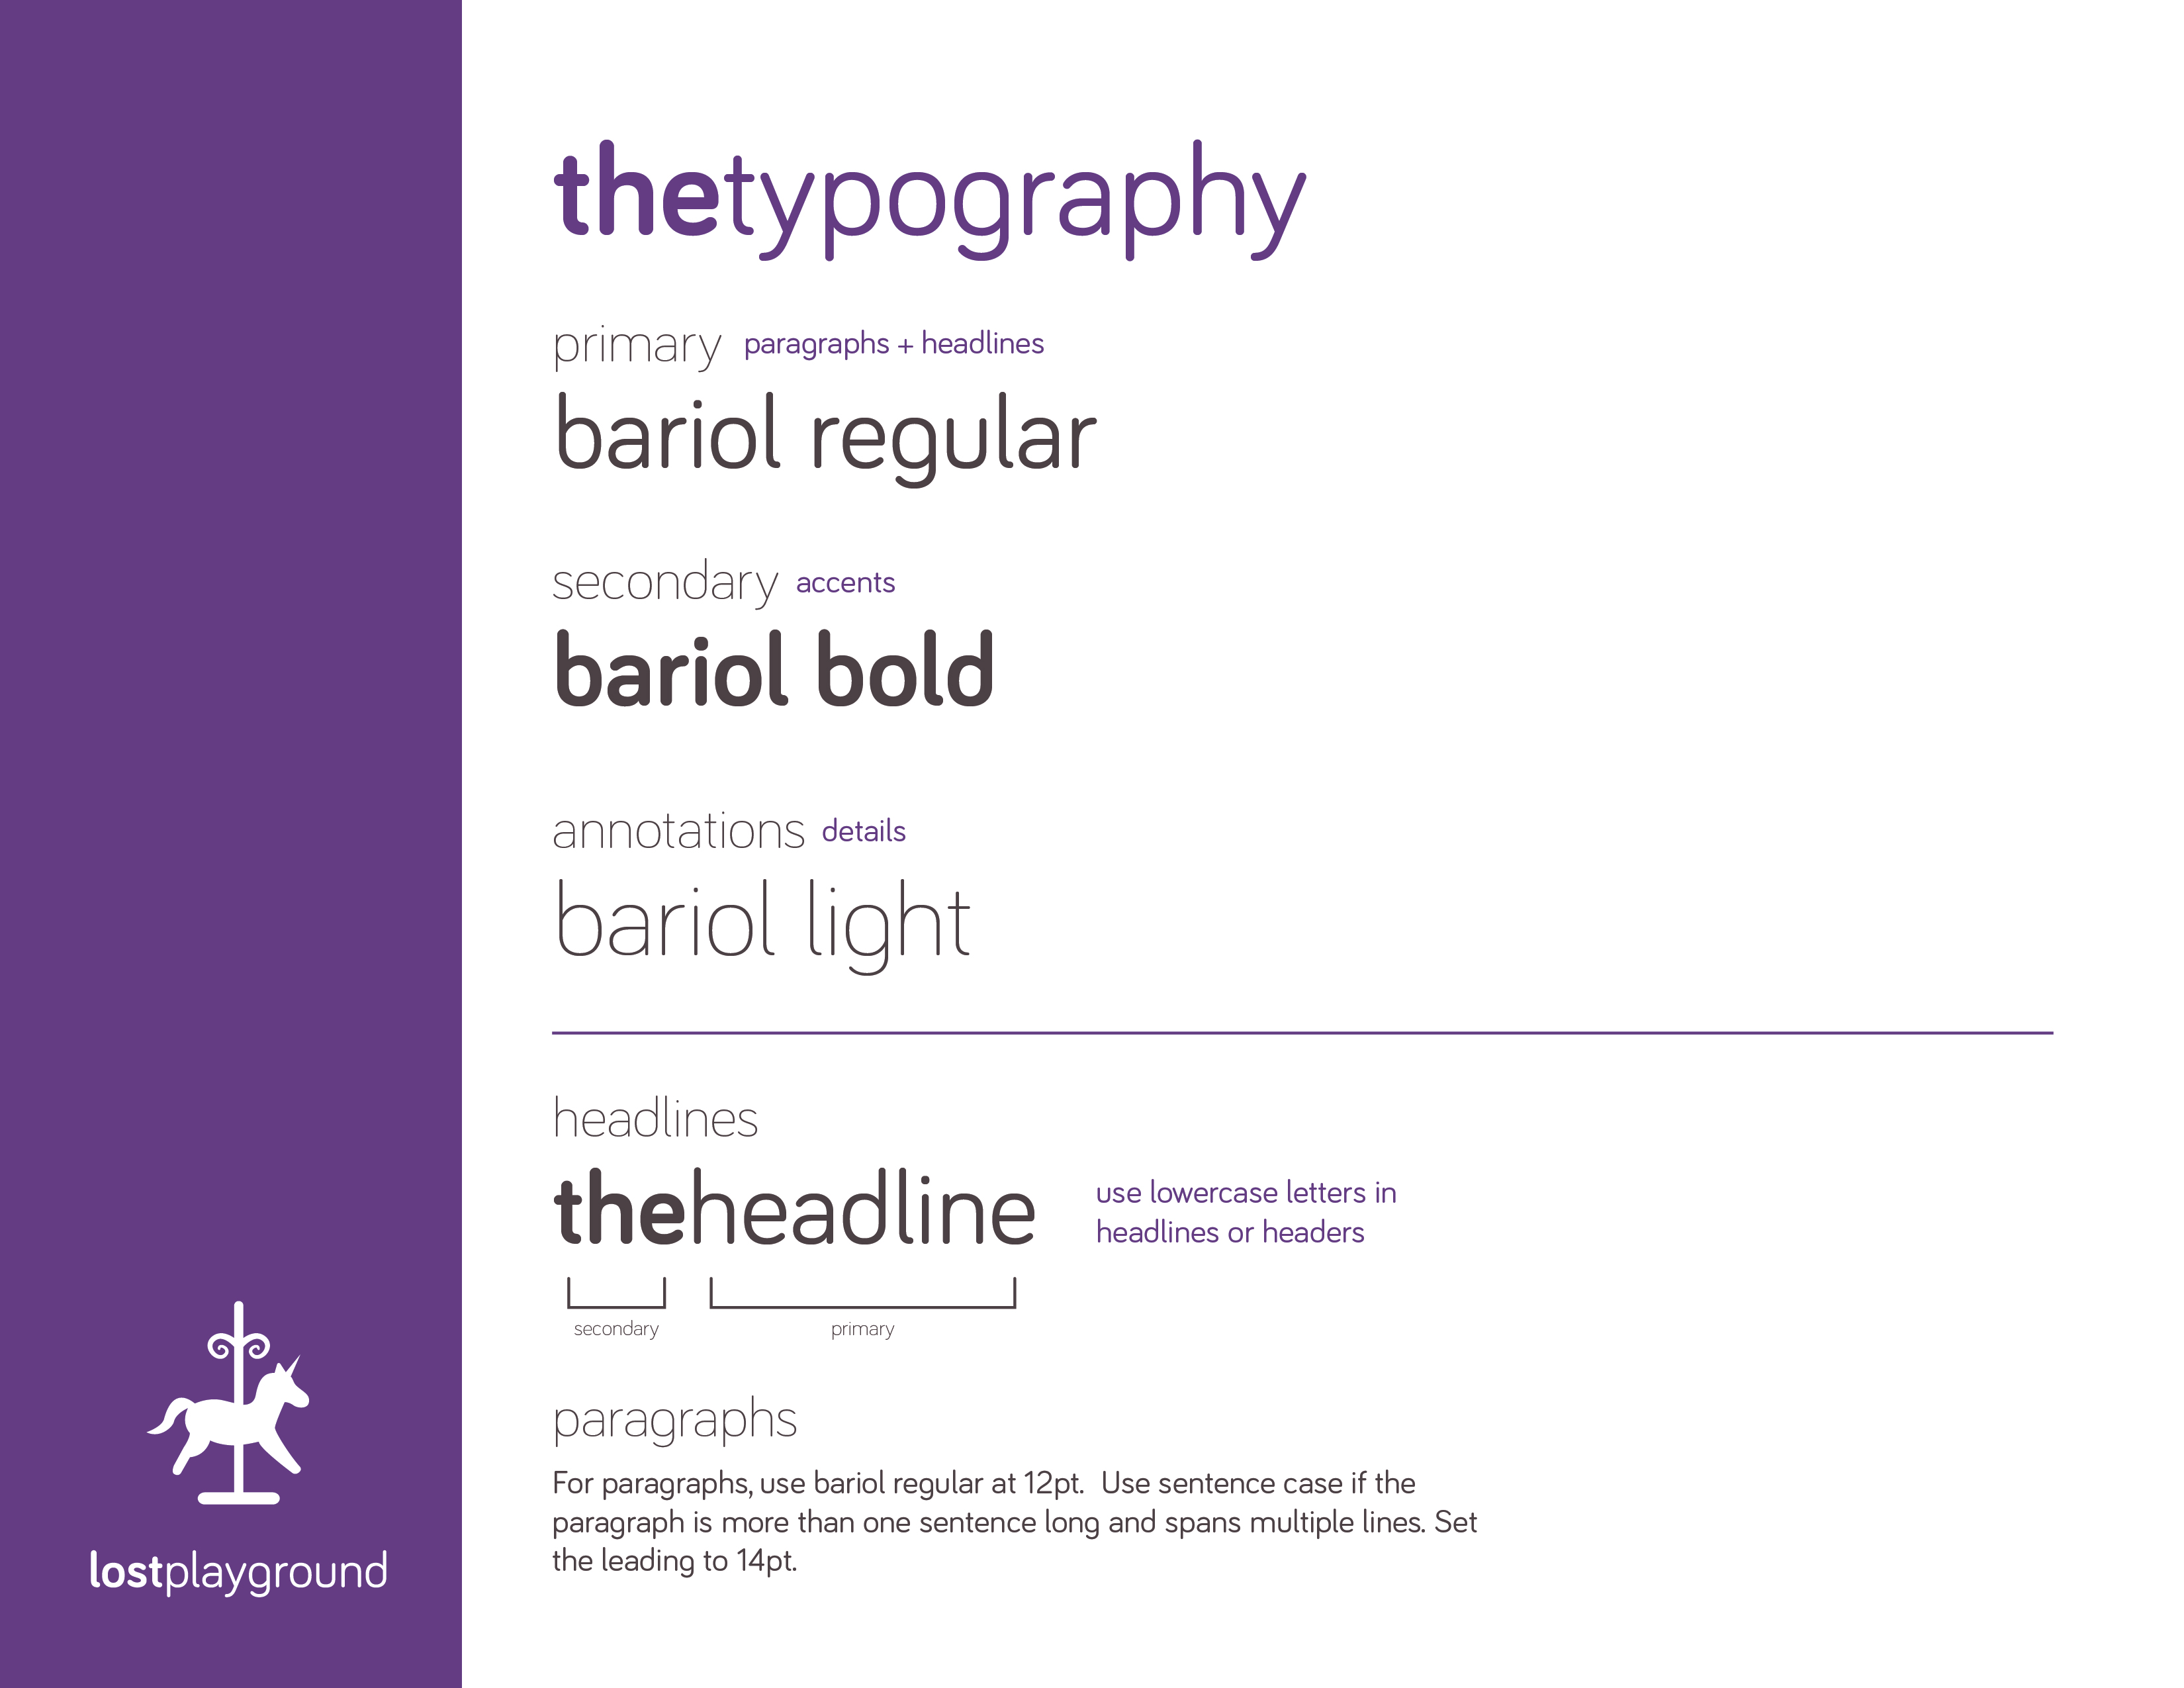 thetypography
primary paragraphs + headlines
bariol regular
secondary accents
bariol bold
annotations details
bariol light
headlines
theheadline
use lowercase letters in
headlines or headers
secondary primary
paragraphs
For paragraphs, use bariol regular at 12pt.  Use sentence case if the
paragraph is more than one sentence long and spans multiple lines. Set
the leading to 14pt.
lostplayground